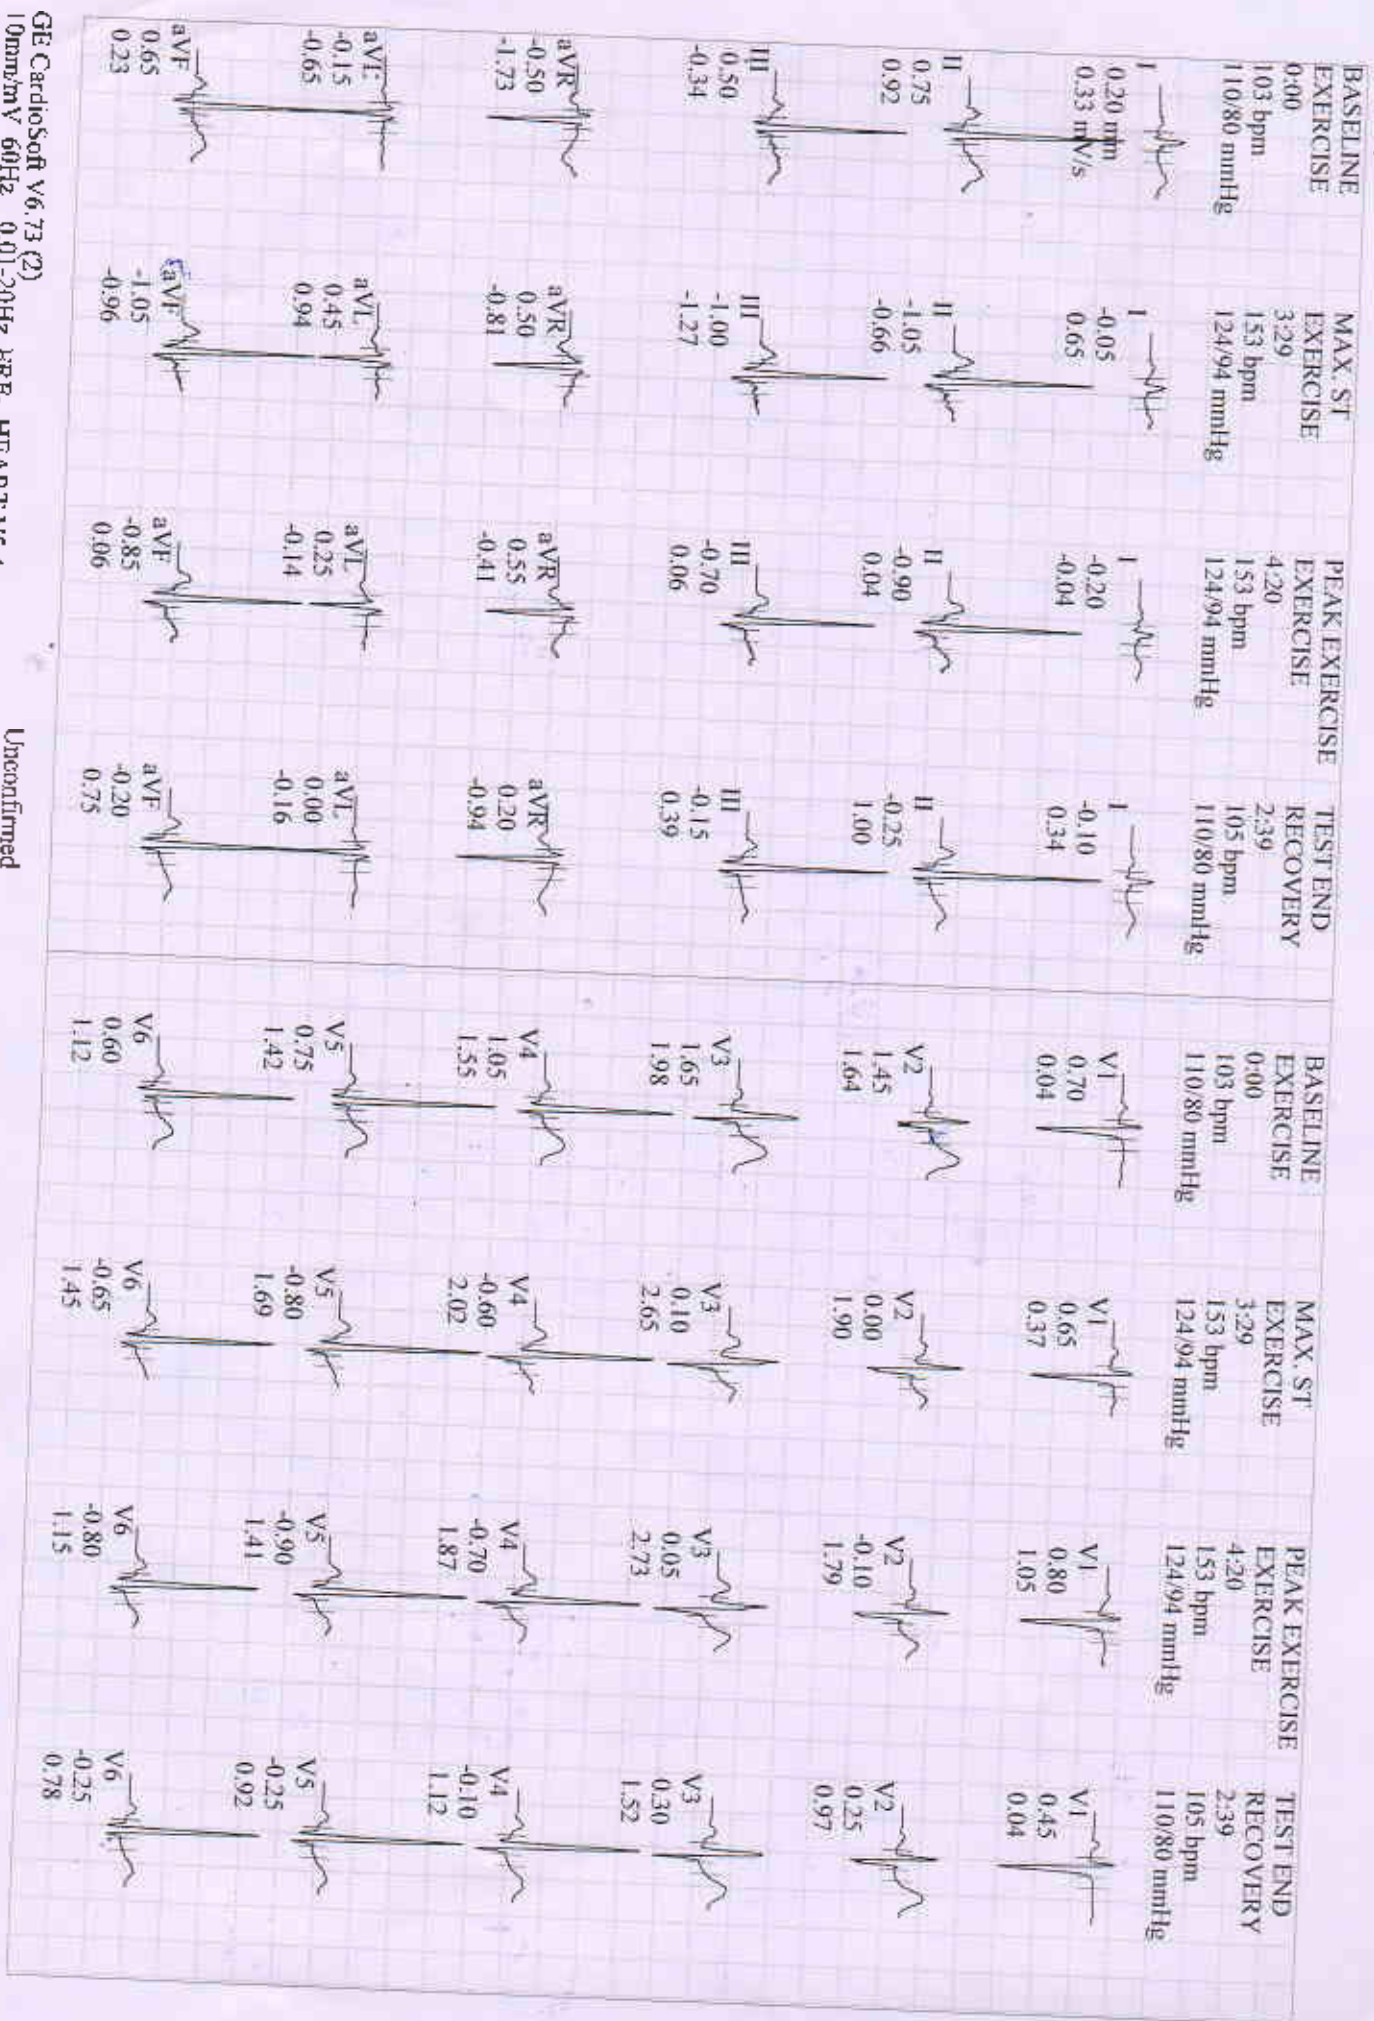 BASELINE
EXERCISE
0:00
103 bpm
110/80 mmHg
I
0.20 mm
0.33 mV/s
II
0.75
0.92
III
0.50
-0.34
aVR
-0.50
-1.73
aVL
-0.15
-0.65
aVF
0.65
0.23
MAX. ST
EXERCISE
3:29
153 bpm
124/94 mmHg
I
-0.05
0.65
II
-1.05
-0.66
III
-1.00
-1.27
aVR
0.50
-0.81
aVL
0.45
0.94
aVF
-1.05
-0.96
PEAK EXERCISE
EXERCISE
4:20
153 bpm
124/94 mmHg
I
-0.20
-0.04
II
-0.90
0.04
III
-0.70
0.06
aVR
0.55
-0.41
aVL
0.25
-0.14
aVF
-0.85
0.06
TEST END
RECOVERY
2:39
105 bpm
110/80 mmHg
I
-0.10
0.34
II
-0.25
1.00
III
-0.15
0.39
aVR
0.20
-0.94
aVL
0.00
-0.16
aVF
-0.20
0.75
BASELINE
EXERCISE
0:00
103 bpm
110/80 mmHg
V1
0.70
0.04
V2
1.45
1.64
V3
1.65
1.98
V4
1.05
1.55
V5
0.75
1.42
V6
0.60
1.12
MAX. ST
EXERCISE
3:29
153 bpm
124/94 mmHg
V1
0.65
0.37
V2
0.00
1.90
V3
0.10
2.65
V4
-0.60
2.02
V5
-0.80
1.69
V6
-0.65
1.45
PEAK EXERCISE
EXERCISE
4:20
153 bpm
124/94 mmHg
V1
0.80
1.05
V2
-0.10
1.79
V3
0.05
2.73
V4
-0.70
1.87
V5
-0.90
1.41
V6
-0.80
1.15
TEST END
RECOVERY
2:39
105 bpm
110/80 mmHg
V1
0.45
0.04
V2
0.25
0.97
V3
0.30
1.52
V4
-0.10
1.12
V5
-0.25
0.92
V6
-0.25
0.78
GE CardioSoft V6.73 (2)
10mm/mV 60Hz 0.01-20Hz
Unconfirmed